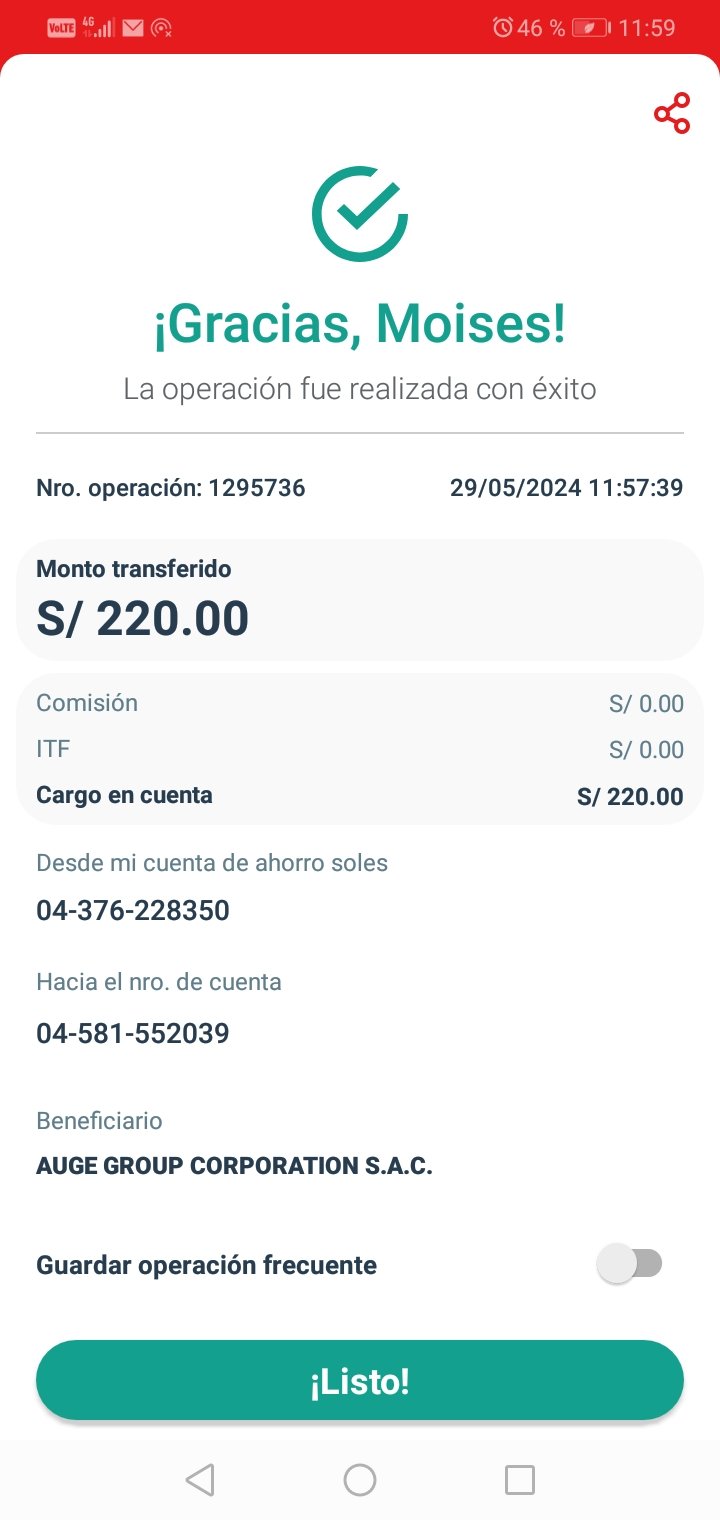 VoLTE 4G 46 % 11:59
¡Gracias, Moises!
La operación fue realizada con éxito
Nro. operación: 1295736 29/05/2024 11:57:39
Monto transferido
S/ 220.00
Comisión S/ 0.00
ITF S/ 0.00
Cargo en cuenta S/ 220.00
Desde mi cuenta de ahorro soles
04-376-228350
Hacia el nro. de cuenta
04-581-552039
Beneficiario
AUGE GROUP CORPORATION S.A.C.
Guardar operación frecuente
¡Listo!